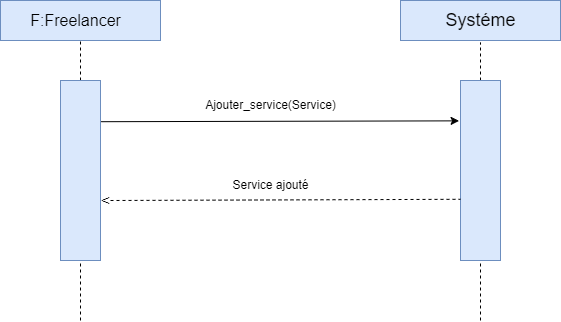 F:Freelancer
Systéme
Ajouter_service(Service)
Service ajouté